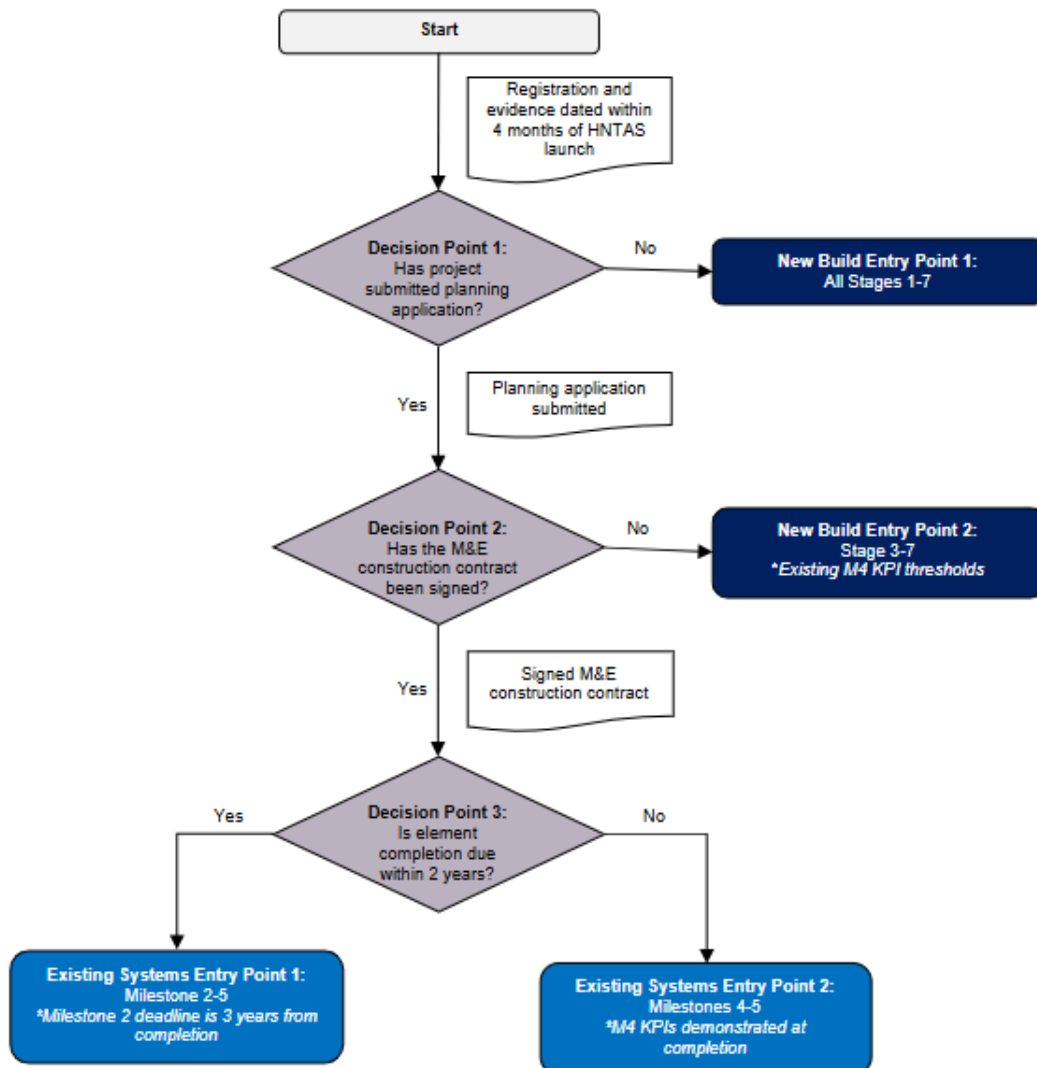 Start
Registration and
evidence dated within
4 months of HNTAS
launch
Decision Point 1:
Has project
submitted planning
application?
No
New Build Entry Point 1:
All Stages 1-7
Yes
Planning application
submitted
Decision Point 2:
Has the M&E
construction contract
been signed?
No
New Build Entry Point 2:
Stage 3-7
*Existing M4 KPI thresholds
Yes
Signed M&E
construction contract
Decision Point 3:
Is element
completion due
within 2 years?
Yes
No
Existing Systems Entry Point 1:
Milestone 2-5
*Milestone 2 deadline is 3 years from
completion
Existing Systems Entry Point 2:
Milestones 4-5
*M4 KPIs demonstrated at
completion